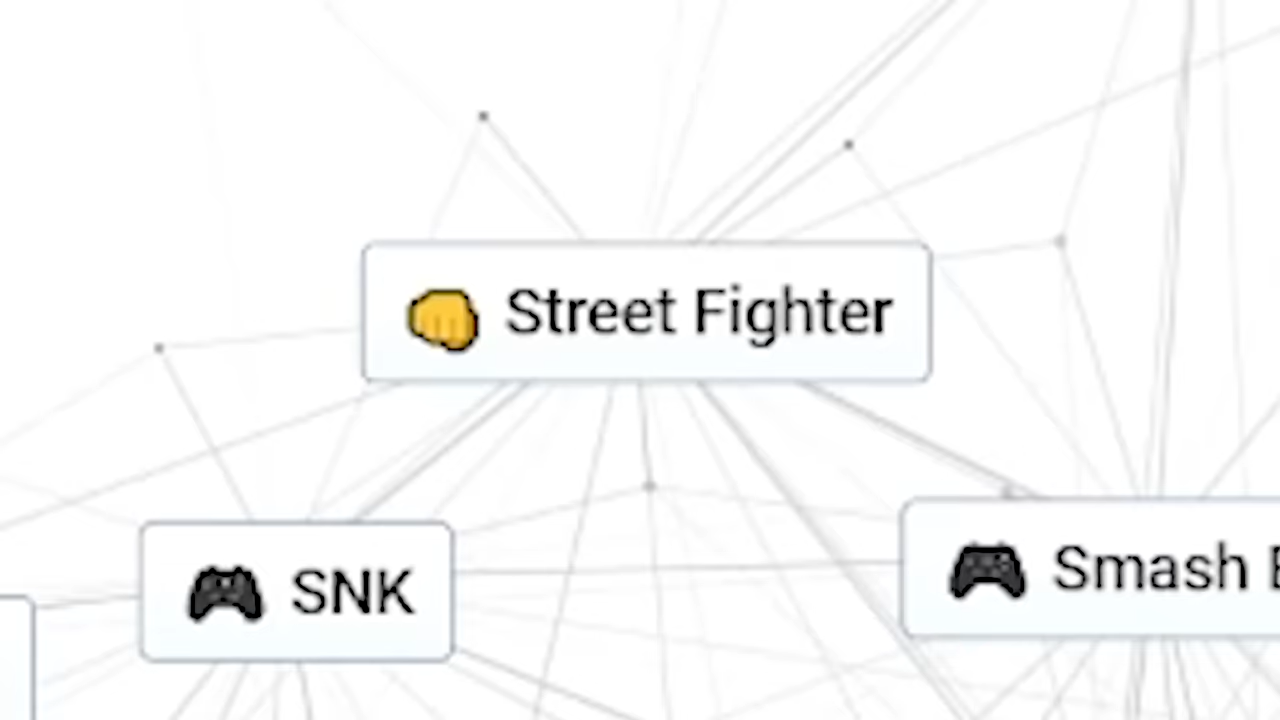 👊 Street Fighter
🎮 SNK
🎮 Smash